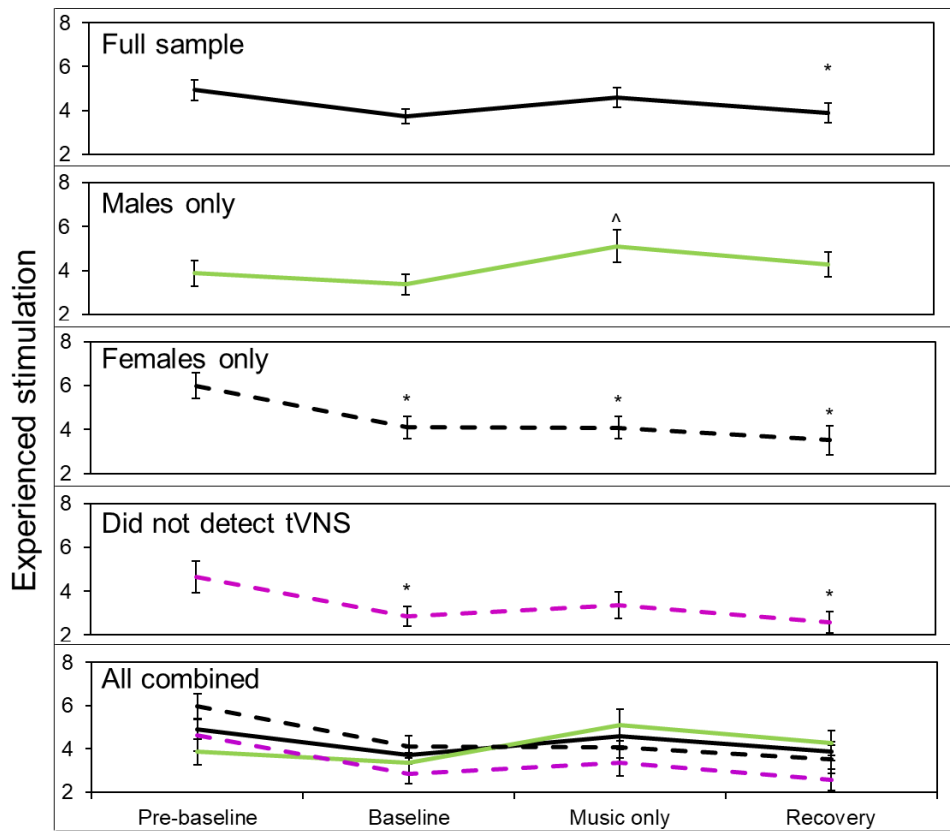 Experienced stimulation
8
Full sample
6
*
4
2
8
Males only
6
^
4
2
8
Females only
6
* * *
4
2
8
Did not detect tVNS
6
* *
4
2
8
All combined
6
4
2
Pre-baseline Baseline Music only Recovery